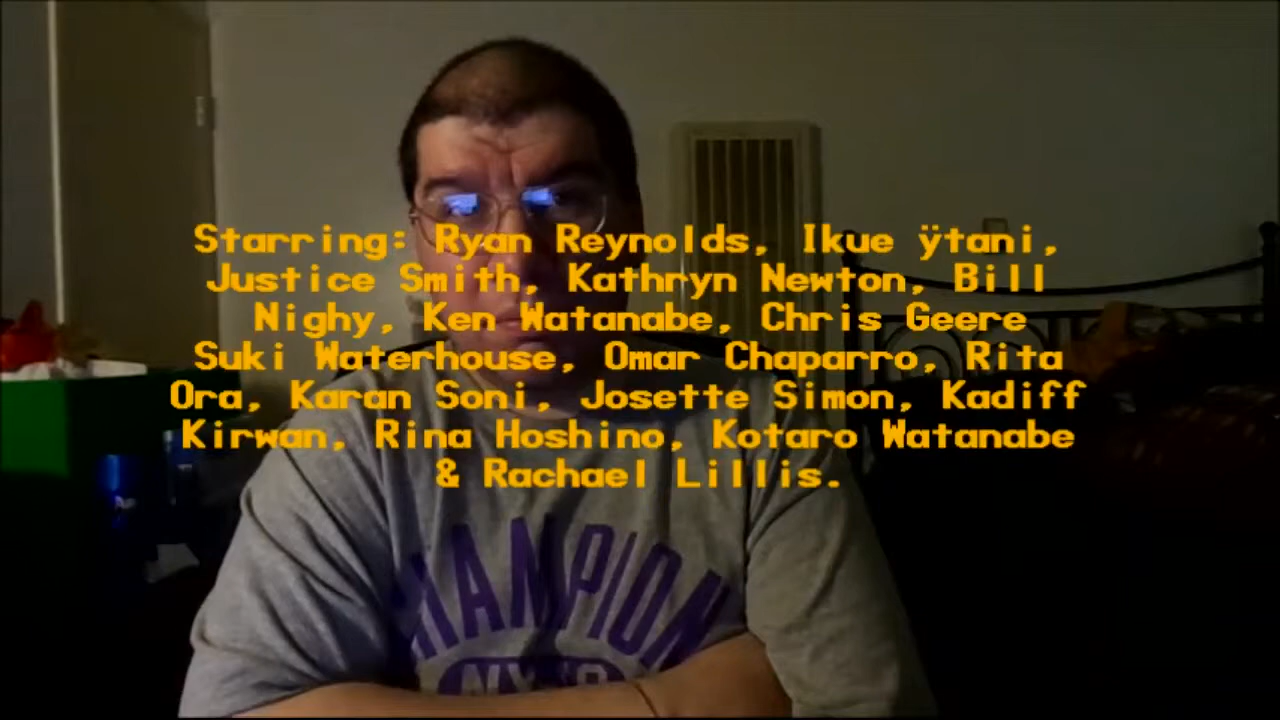 Starring: Ryan Reynolds, Ikue ÿtani,
Justice Smith, Kathryn Newton, Bill
Nighy, Ken Watanabe, Chris Geere
Suki Waterhouse, Omar Chaparro, Rita
Ora, Karan Soni, Josette Simon, Kadiff
Kirwan, Rina Hoshino, Kotaro Watanabe
& Rachael Lillis.
CHAMPION